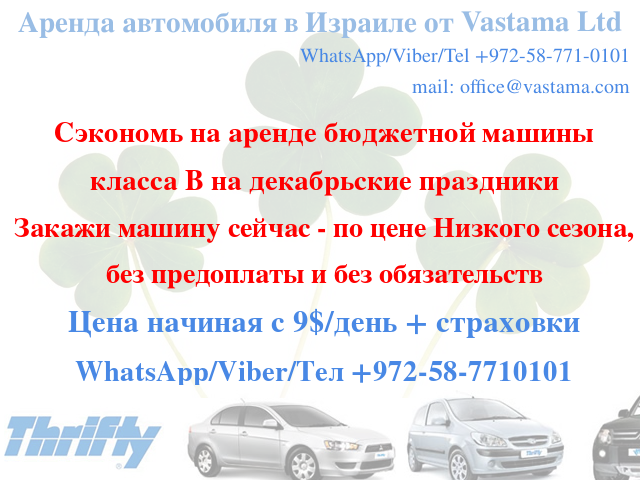 Аренда автомобиля в Израиле от Vastama Ltd
WhatsApp/Viber/Tel +972-58-771-0101
mail: office@vastama.com
Сэкономь на аренде бюджетной машины
класса В на декабрьские праздники
Закажи машину сейчас - по цене Низкого сезона,
без предоплаты и без обязательств
Цена начиная с 9$/день + страховки
WhatsApp/Viber/Тел +972-58-7710101
Thrifty